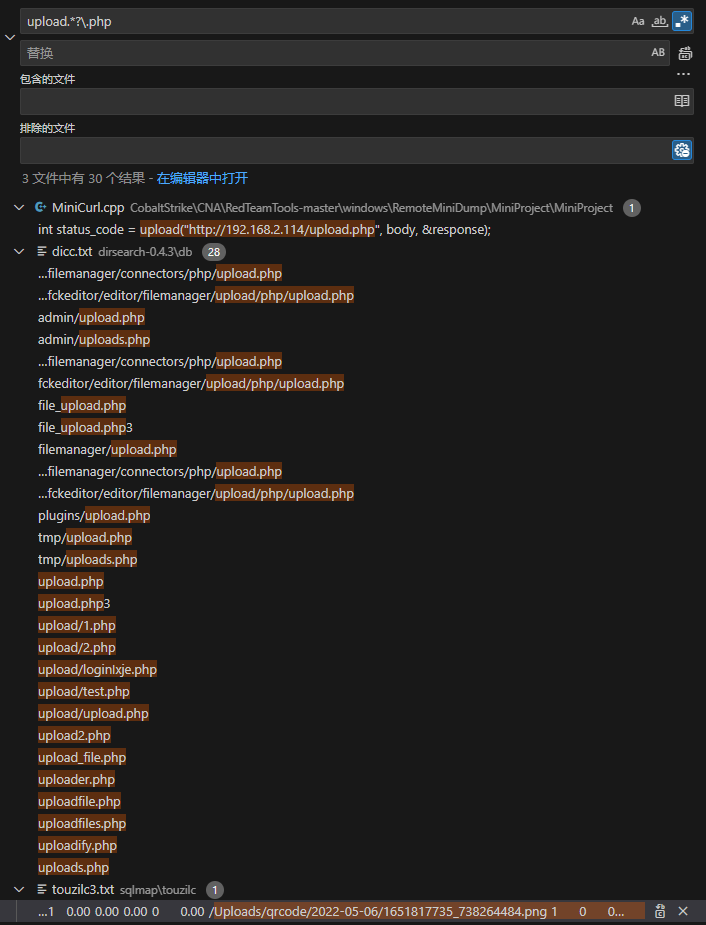 upload.*?\.php
Aa ab .*
替换
AB
包含的文件
排除的文件
3 文件中有 30 个结果 - 在编辑器中打开
MiniCurl.cpp CobaltStrike\CNA\RedTeamTools-master\windows\RemoteMiniDump\MiniProject\MiniProject 1
int status_code = upload("http://192.168.2.114/upload.php", body, &response);
dicc.txt dirsearch-0.4.3\db 28
...filemanager/connectors/php/upload.php
...fckeditor/editor/filemanager/upload/php/upload.php
admin/upload.php
admin/uploads.php
...filemanager/connectors/php/upload.php
fckeditor/editor/filemanager/upload/php/upload.php
file_upload.php
file_upload.php3
filemanager/upload.php
...filemanager/connectors/php/upload.php
...fckeditor/editor/filemanager/upload/php/upload.php
plugins/upload.php
tmp/upload.php
tmp/uploads.php
upload.php
upload.php3
upload/1.php
upload/2.php
upload/loginIxje.php
upload/test.php
upload/upload.php
upload2.php
upload_file.php
uploader.php
uploadfile.php
uploadfiles.php
uploadify.php
uploads.php
touzilc3.txt sqlmap\touzilc 1
...1 0.00 0.00 0.00 0 0.00 /Uploads/qrcode/2022-05-06/1651817735_738264484.png 1 0 0...